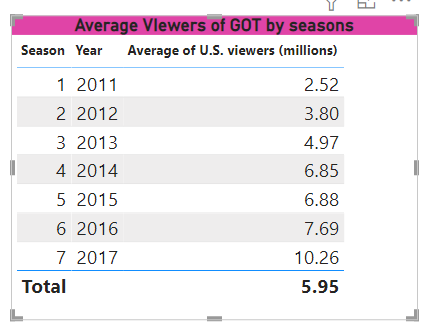 Average VIewers of GOT by seasons
Season Year Average of U.S. viewers (millions)
1 2011 2.52
2 2012 3.80
3 2013 4.97
4 2014 6.85
5 2015 6.88
6 2016 7.69
7 2017 10.26
Total 5.95